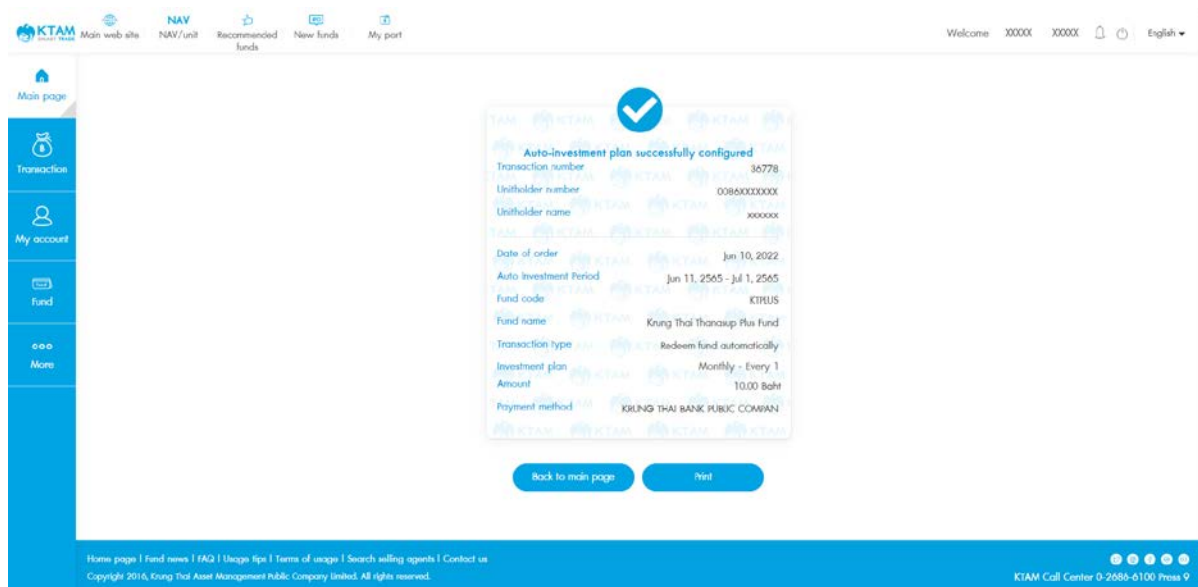 KTAM
SMART TRADE
Main web site
NAV
NAV/unit
Recommended
funds
New funds
My port
Welcome XXXXX XXXXX English
Main page
Transaction
My account
Fund
More
Auto-investment plan successfully configured
Transaction number 36778
Unitholder number 0086XXXXXXX
Unitholder name xxxxxx
Date of order Jun 10, 2022
Auto Investment Period Jun 11, 2565 - Jul 1, 2565
Fund code KTPLUS
Fund name Krung Thai Thanasup Plus Fund
Transaction type Redeem fund automatically
Investment plan Monthly - Every 1
Amount 10.00 Baht
Payment method KRUNG THAI BANK PUBLIC COMPAN
Back to main page Print
Home page | Fund news | FAQ | Usage tips | Terms of usage | Search selling agents | Contact us
Copyright 2016, Krung Thai Asset Management Public Company Limited. All rights reserved.
KTAM Call Center 0-2686-6100 Press 9